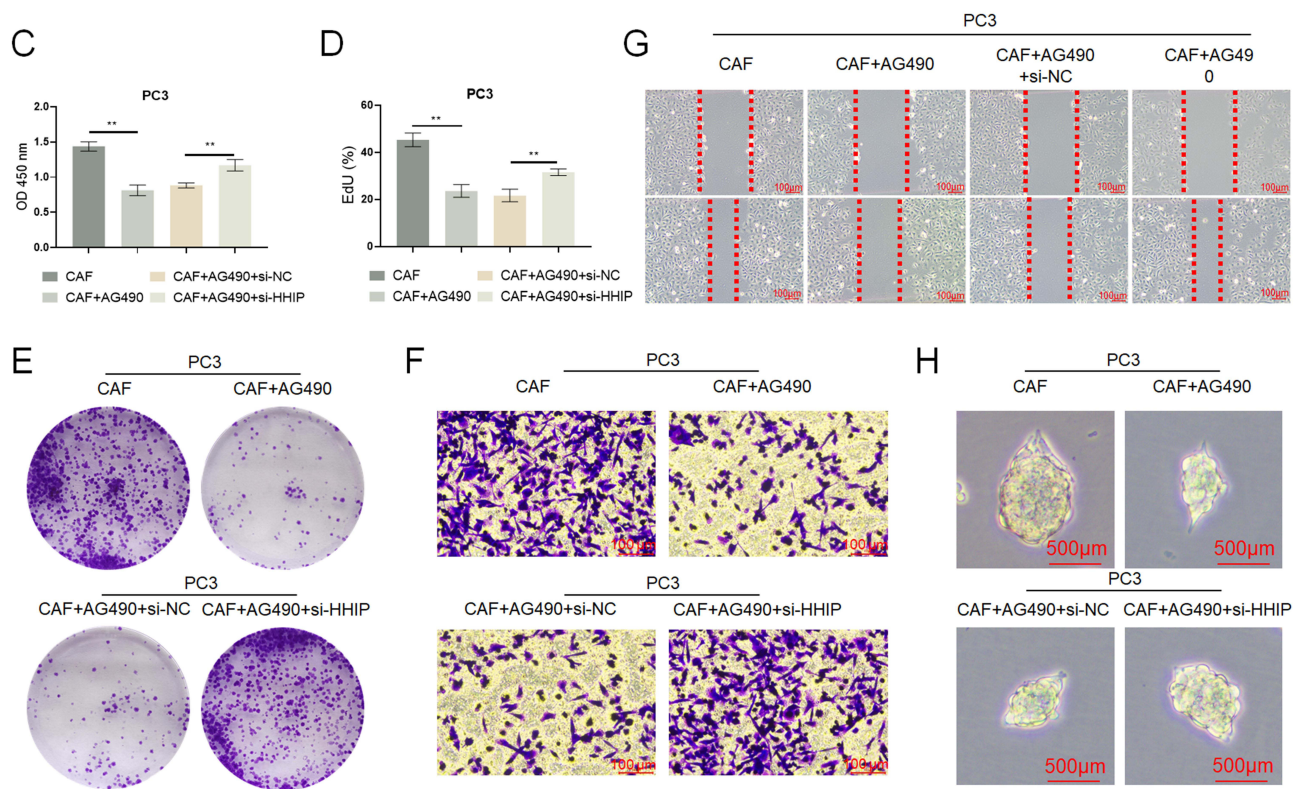 C
PC3
OD 450 nm
2.0
1.5
1.0
0.5
0.0
**
**
CAF
CAF+AG490
CAF+AG490+si-NC
CAF+AG490+si-HHIP
D
PC3
EdU (%)
60
40
20
0
**
**
CAF
CAF+AG490
CAF+AG490+si-NC
CAF+AG490+si-HHIP
G
PC3
CAF
CAF+AG490
CAF+AG490
+si-NC
CAF+AG49
0
100μm
100μm
100μm
100μm
100μm
100μm
100μm
100μm
E
PC3
CAF
CAF+AG490
PC3
CAF+AG490+si-NC
CAF+AG490+si-HHIP
F
PC3
CAF
CAF+AG490
100μm
100μm
PC3
CAF+AG490+si-NC
CAF+AG490+si-HHIP
100μm
100μm
H
PC3
CAF
CAF+AG490
500μm
500μm
PC3
CAF+AG490+si-NC
CAF+AG490+si-HHIP
500μm
500μm